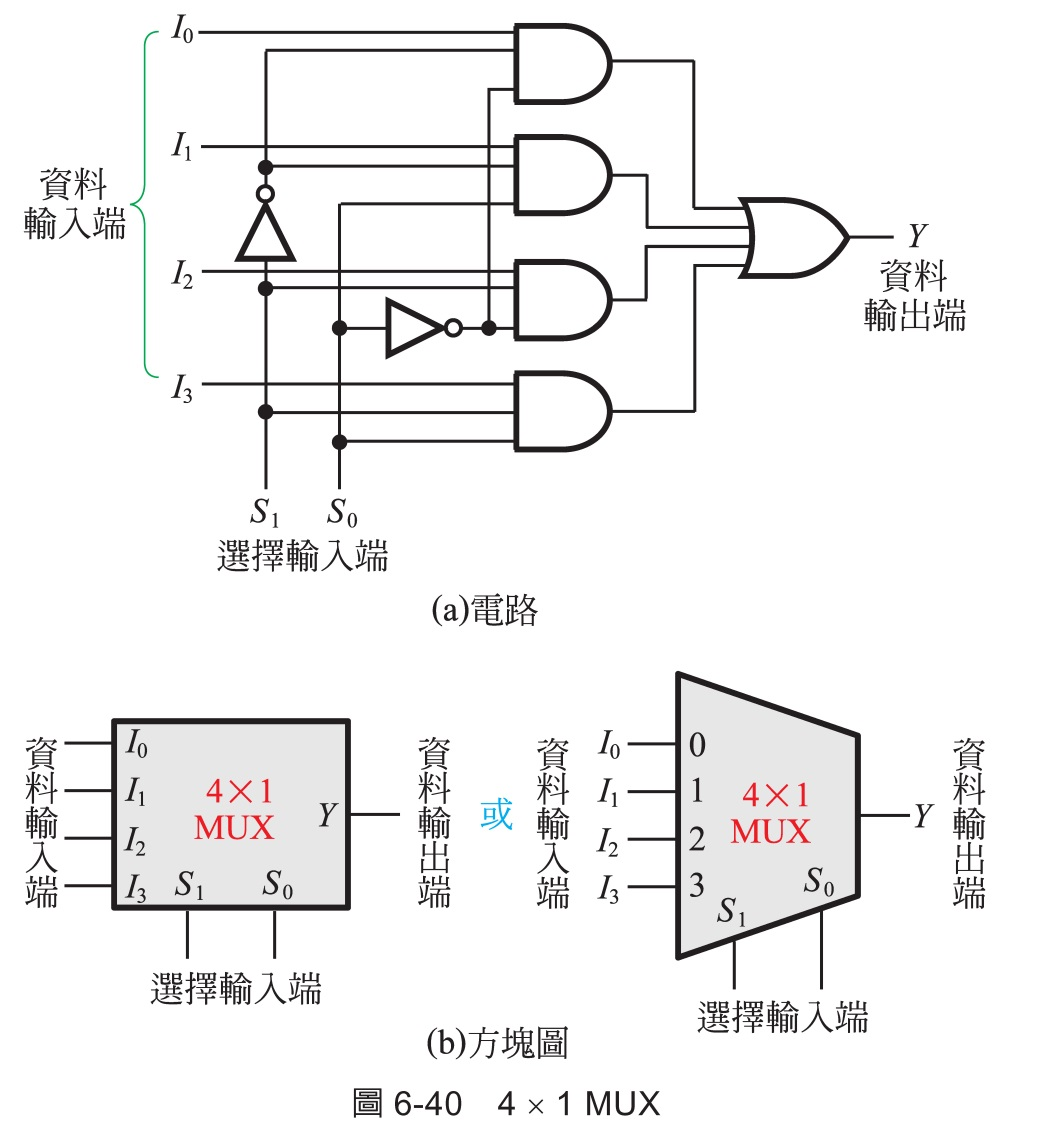 I₀
I₁
資料
輸入端
I₂
I₃
Y
資料
輸出端
S₁ S₀
選擇輸入端
(a)電路
資料輸入端
I₀
I₁
I₂
I₃
4×1
MUX
Y
S₁ S₀
資料輸出端
選擇輸入端
或
資料輸入端
I₀ 0
I₁ 1
I₂ 2
I₃ 3
4×1
MUX
S₁ S₀
Y
資料輸出端
選擇輸入端
(b)方塊圖
圖 6-40 4 × 1 MUX